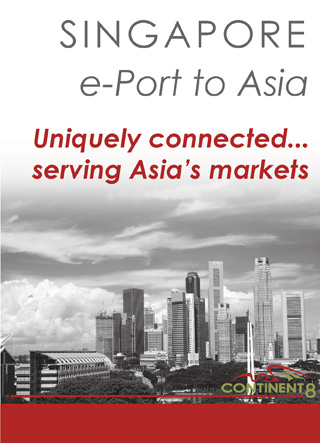 SINGAPORE
e-Port to Asia
Uniquely connected...
serving Asia's markets
CONTINENT8